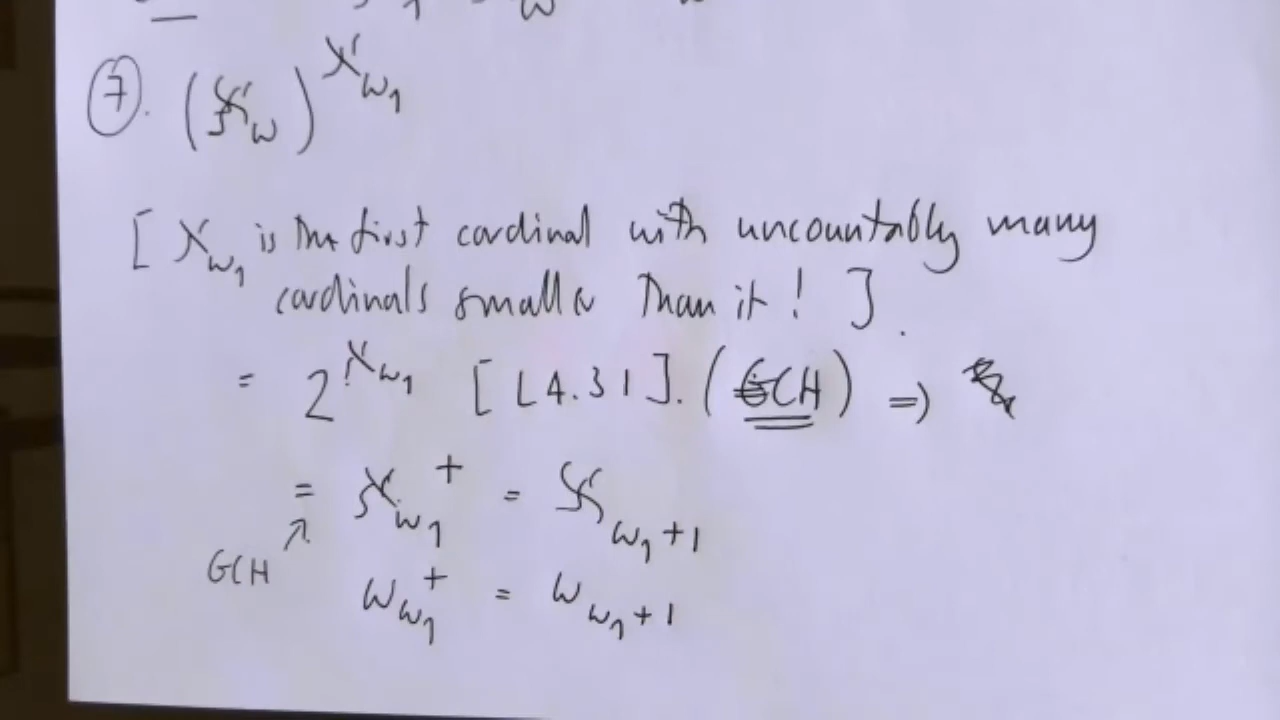 ⑦. (ℵ_ω)^ℵ_ω₁
[ ℵ_ω₁ is the first cardinal with uncountably many
cardinals smaller than it! ].
= 2^ℵ_ω₁ [L4.31]. (GCH) ⇒
= ℵ_ω₁⁺ = ℵ_ω₁+1
GCH ↗ ω_ω₁⁺ = ω_ω₁+1